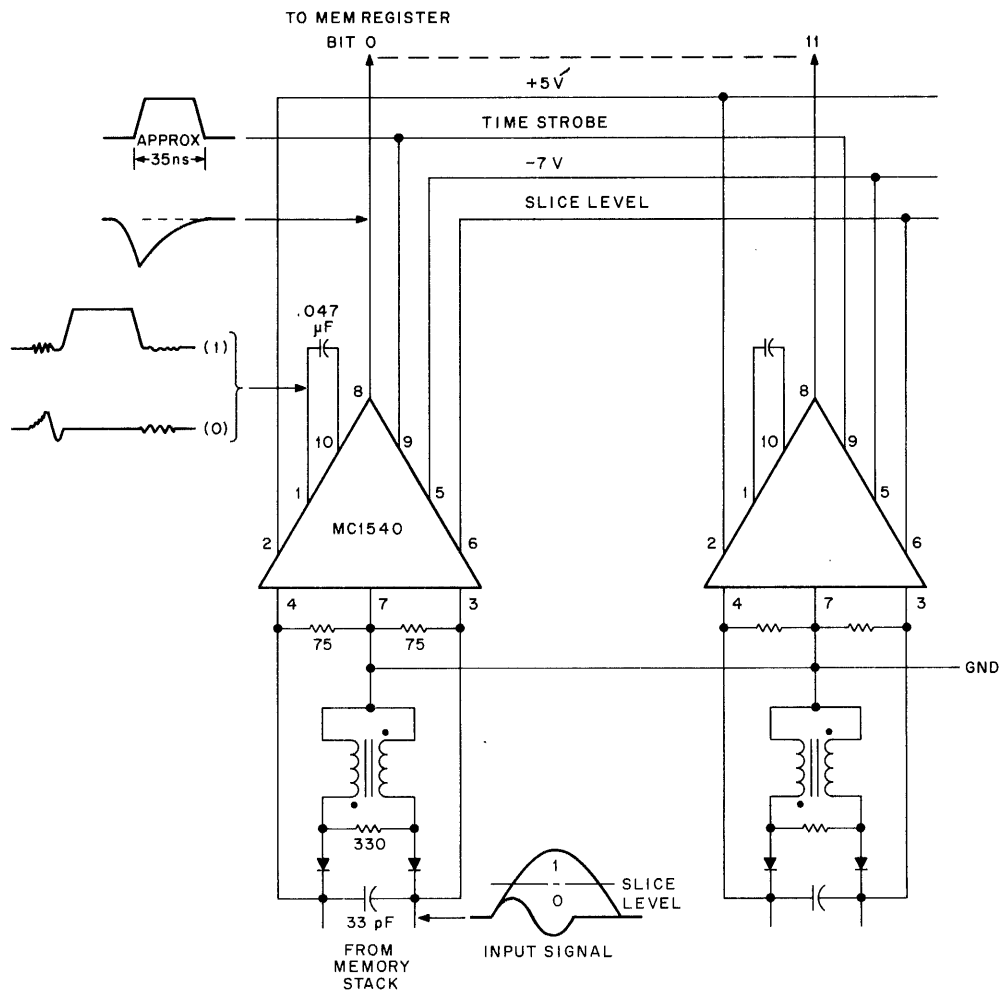 TO MEM REGISTER
BIT 0
11
+5V
TIME STROBE
APPROX
35ns
-7 V
SLICE LEVEL
.047
μF
(1)
(0)
8
10
9
1
5
2
6
MC1540
4
7
3
75
75
8
10
9
1
5
2
6
4
7
3
GND
330
33 pF
FROM
MEMORY
STACK
1
0
SLICE
LEVEL
INPUT SIGNAL